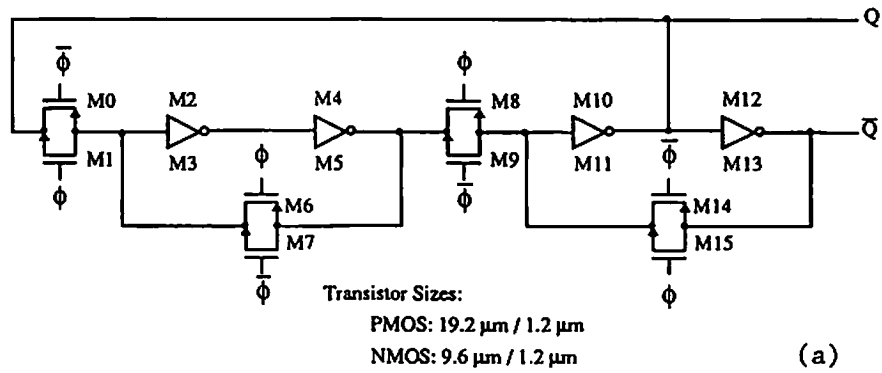 Q
ϕ̅ ϕ
M0 M2 M4 M8 M10 M12
Q̅
M1 M3 M5 M9 M11 M13
ϕ ϕ ϕ̅ ϕ̅
M6 M14
M7 M15
ϕ̅ ϕ
Transistor Sizes:
PMOS: 19.2 µm / 1.2 µm
NMOS: 9.6 µm / 1.2 µm
(a)